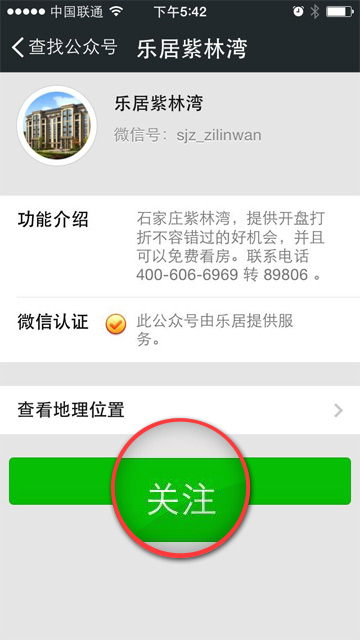 中国联通 下午5:42
查找公众号 乐居紫林湾
乐居紫林湾
微信号：sjz_zilinwan
功能介绍 石家庄紫林湾，提供开盘打
折不容错过的好机会，并且
可以免费看房。联系电话
400-606-6969 转 89806 。
微信认证 此公众号由乐居提供服
务。
查看地理位置
关注